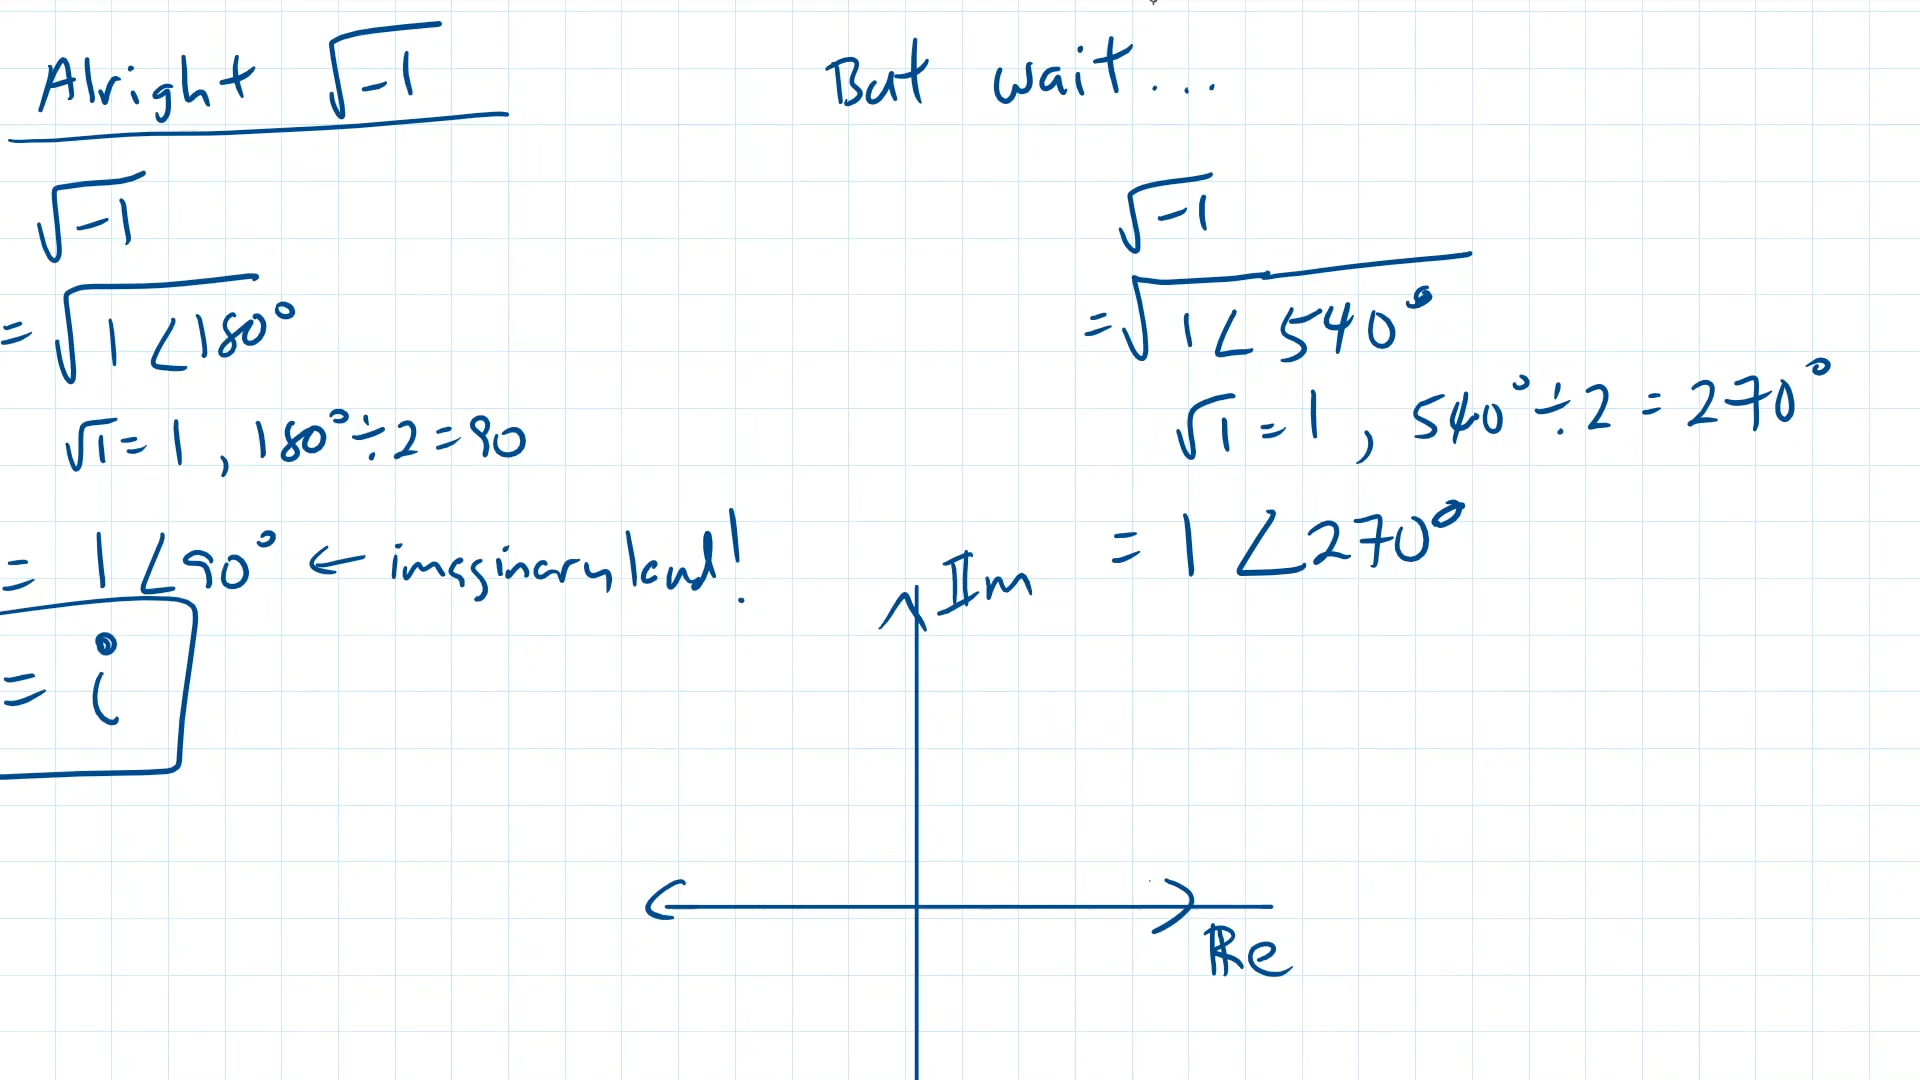 Alright √-1
√-1
= √1∠180°
√1 = 1, 180° ÷ 2 = 90
= 1∠90° ← imaginary land!
= i
But wait...
√-1
= √1∠540°
√1 = 1, 540° ÷ 2 = 270°
= 1∠270°
Im
Re